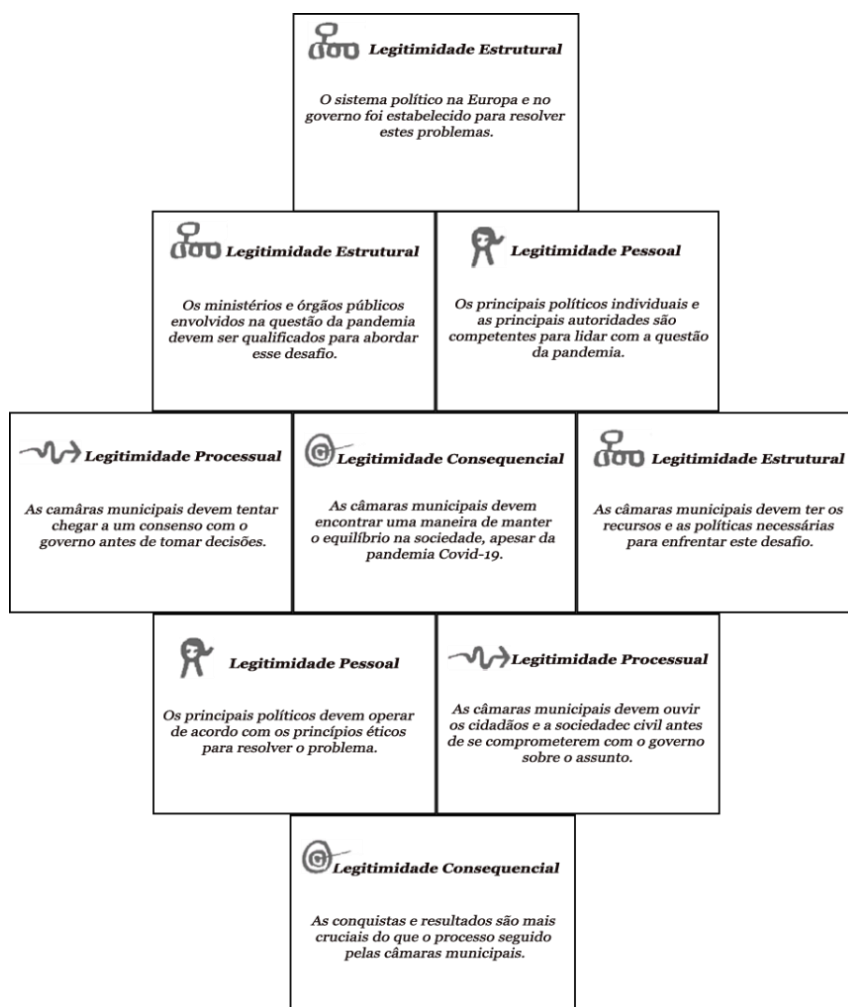 Legitimidade Estrutural
O sistema político na Europa e no
governo foi estabelecido para resolver
estes problemas.
Legitimidade Estrutural
Os ministérios e órgãos públicos
envolvidos na questão da pandemia
devem ser qualificados para abordar
esse desafio.
Legitimidade Pessoal
Os principais políticos individuais e
as principais autoridades são
competentes para lidar com a questão
da pandemia.
Legitimidade Processual
As camâras municipais devem tentar
chegar a um consenso com o
governo antes de tomar decisões.
Legitimidade Consequencial
As câmaras municipais devem
encontrar uma maneira de manter
o equilíbrio na sociedade, apesar da
pandemia Covid-19.
Legitimidade Estrutural
As câmaras municipais devem ter os
recursos e as políticas necessárias
para enfrentar este desafio.
Legitimidade Pessoal
Os principais políticos devem operar
de acordo com os princípios éticos
para resolver o problema.
Legitimidade Processual
As câmaras municipais devem ouvir
os cidadãos e a sociedadec civil antes
de se comprometerem com o governo
sobre o assunto.
Legitimidade Consequencial
As conquistas e resultados são mais
cruciais do que o processo seguido
pelas câmaras municipais.